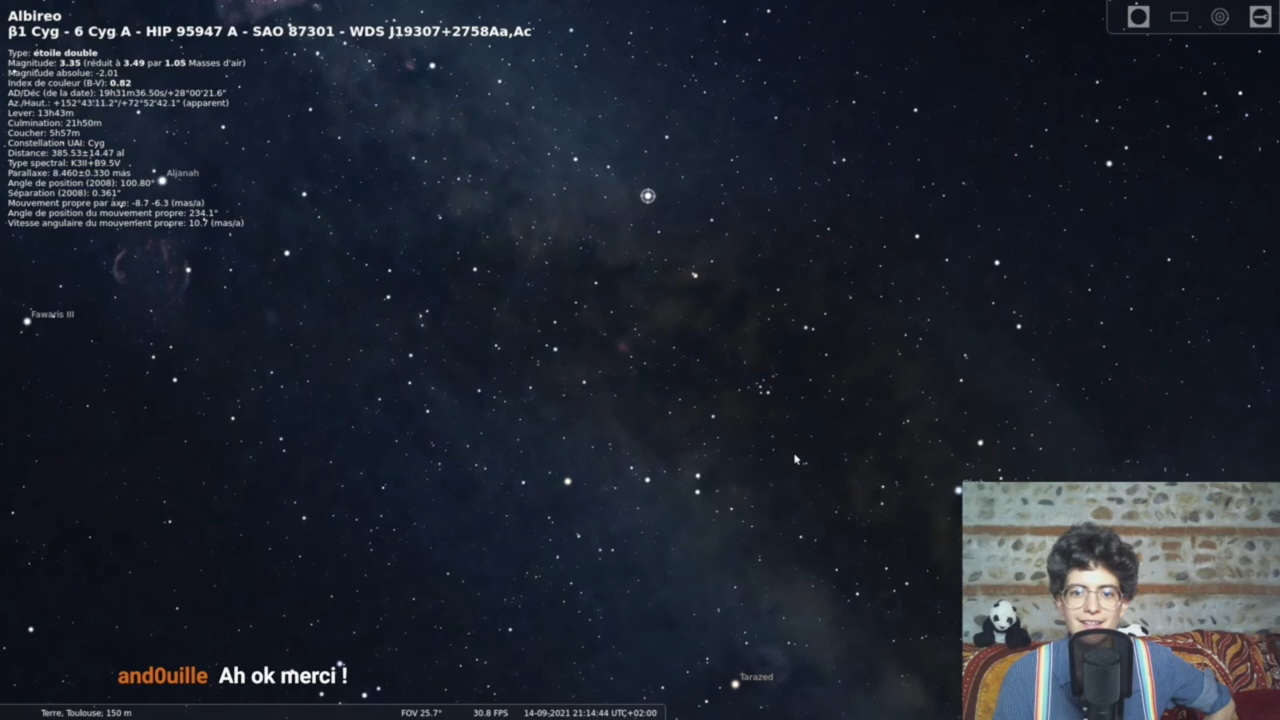 Albireo
β1 Cyg - 6 Cyg A - HIP 95947 A - SAO 87301 - WDS J19307+2758Aa,Ac
Type: étoile double
Magnitude: 3.35 (réduit à 3.49 par 1.05 Masses d'air)
Magnitude absolue: -2.01
Index de couleur (B-V): 0.82
AD/Déc (de la date): 19h31m36.50s/+28°00'21.6"
Az./Haut.: +152°43'11.2"/+72°52'42.1" (apparent)
Lever: 13h43m
Culmination: 21h50m
Coucher: 5h57m
Constellation UAI: Cyg
Distance: 385.53±14.47 al
Type spectral: K3II+B9.5V
Parallaxe: 8.460±0.330 mas
Angle de position (2008): 100.80°
Séparation (2008): 0.361"
Mouvement propre par axe: -8.7 -6.3 (mas/a)
Angle de position du mouvement propre: 234.1°
Vitesse angulaire du mouvement propre: 10.7 (mas/a)
Aljanah
Fawaris III
Tarazed
and0uille Ah ok merci !
Terre, Toulouse, 150 m FOV 25.7° 30.8 FPS 14-09-2021 21:14:44 UTC+02:00